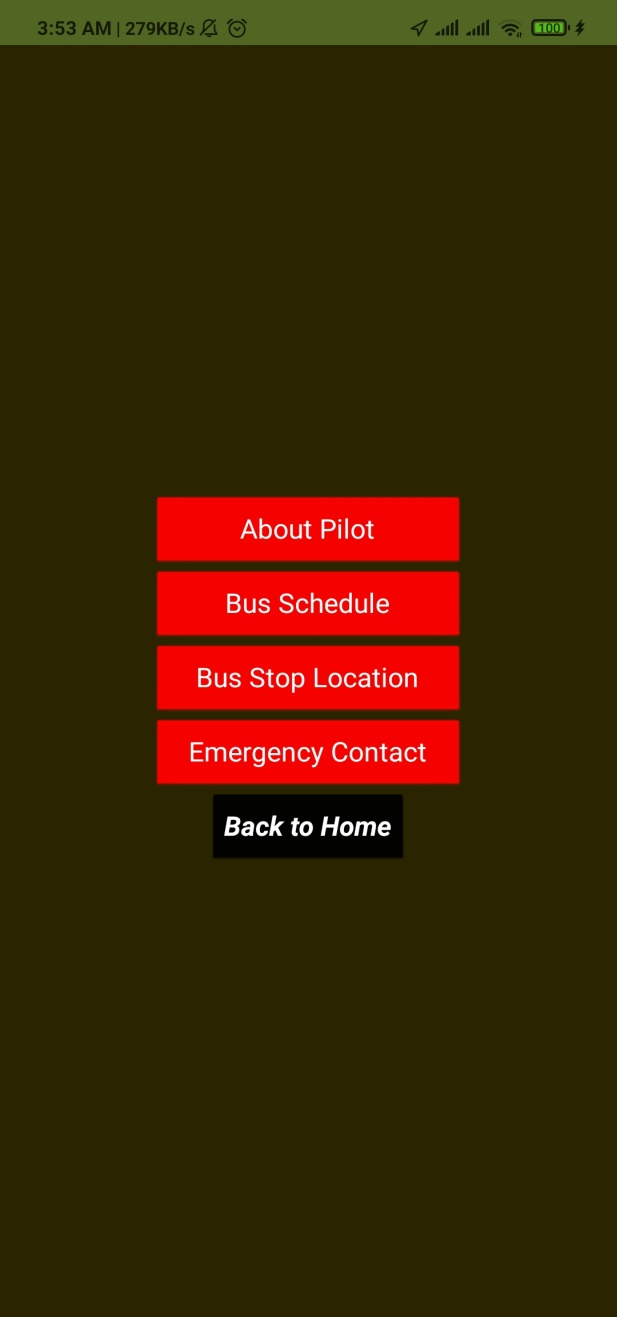 3:53 AM | 279KB/s 100
About Pilot
Bus Schedule
Bus Stop Location
Emergency Contact
Back to Home